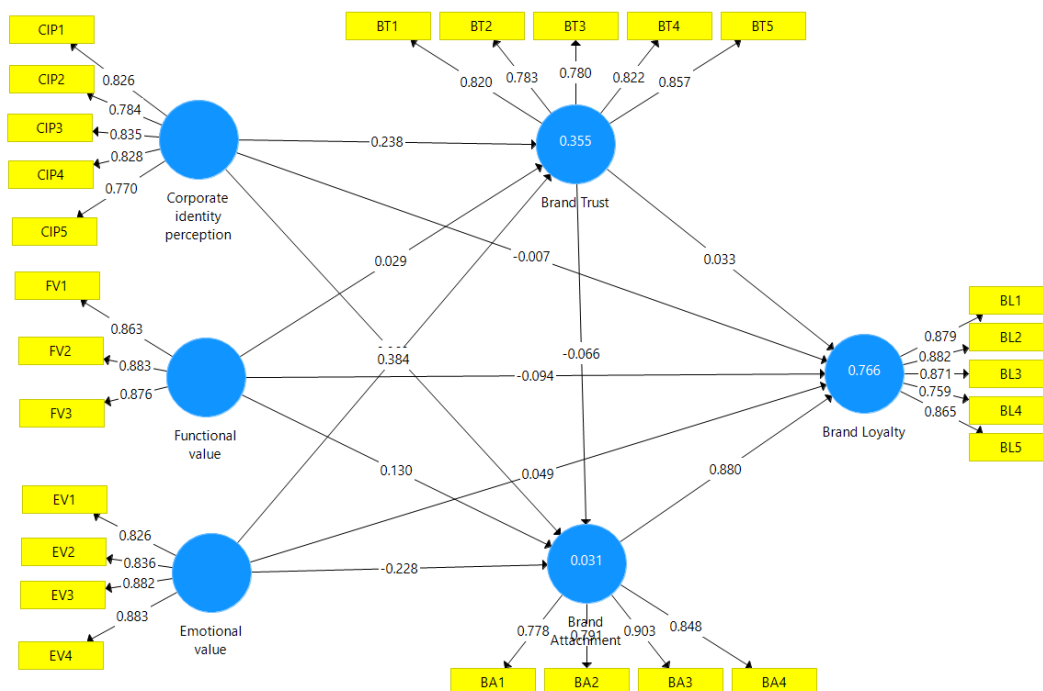 CIP1
CIP2
CIP3
CIP4
CIP5
0.826
0.784
0.835
0.828
0.770
Corporate
identity
perception
BT1
BT2
BT3
BT4
BT5
0.820
0.783
0.780
0.822
0.857
0.355
Brand Trust
0.238
0.029
-0.007
0.033
0.384
-0.066
-0.094
0.130
0.049
0.880
-0.228
FV1
FV2
FV3
0.863
0.883
0.876
Functional
value
BL1
BL2
BL3
BL4
BL5
0.879
0.882
0.871
0.759
0.865
0.766
Brand Loyalty
EV1
EV2
EV3
EV4
0.826
0.836
0.882
0.883
Emotional
value
0.031
Brand
Attachment
0.778
0.791
0.903
0.848
BA1
BA2
BA3
BA4